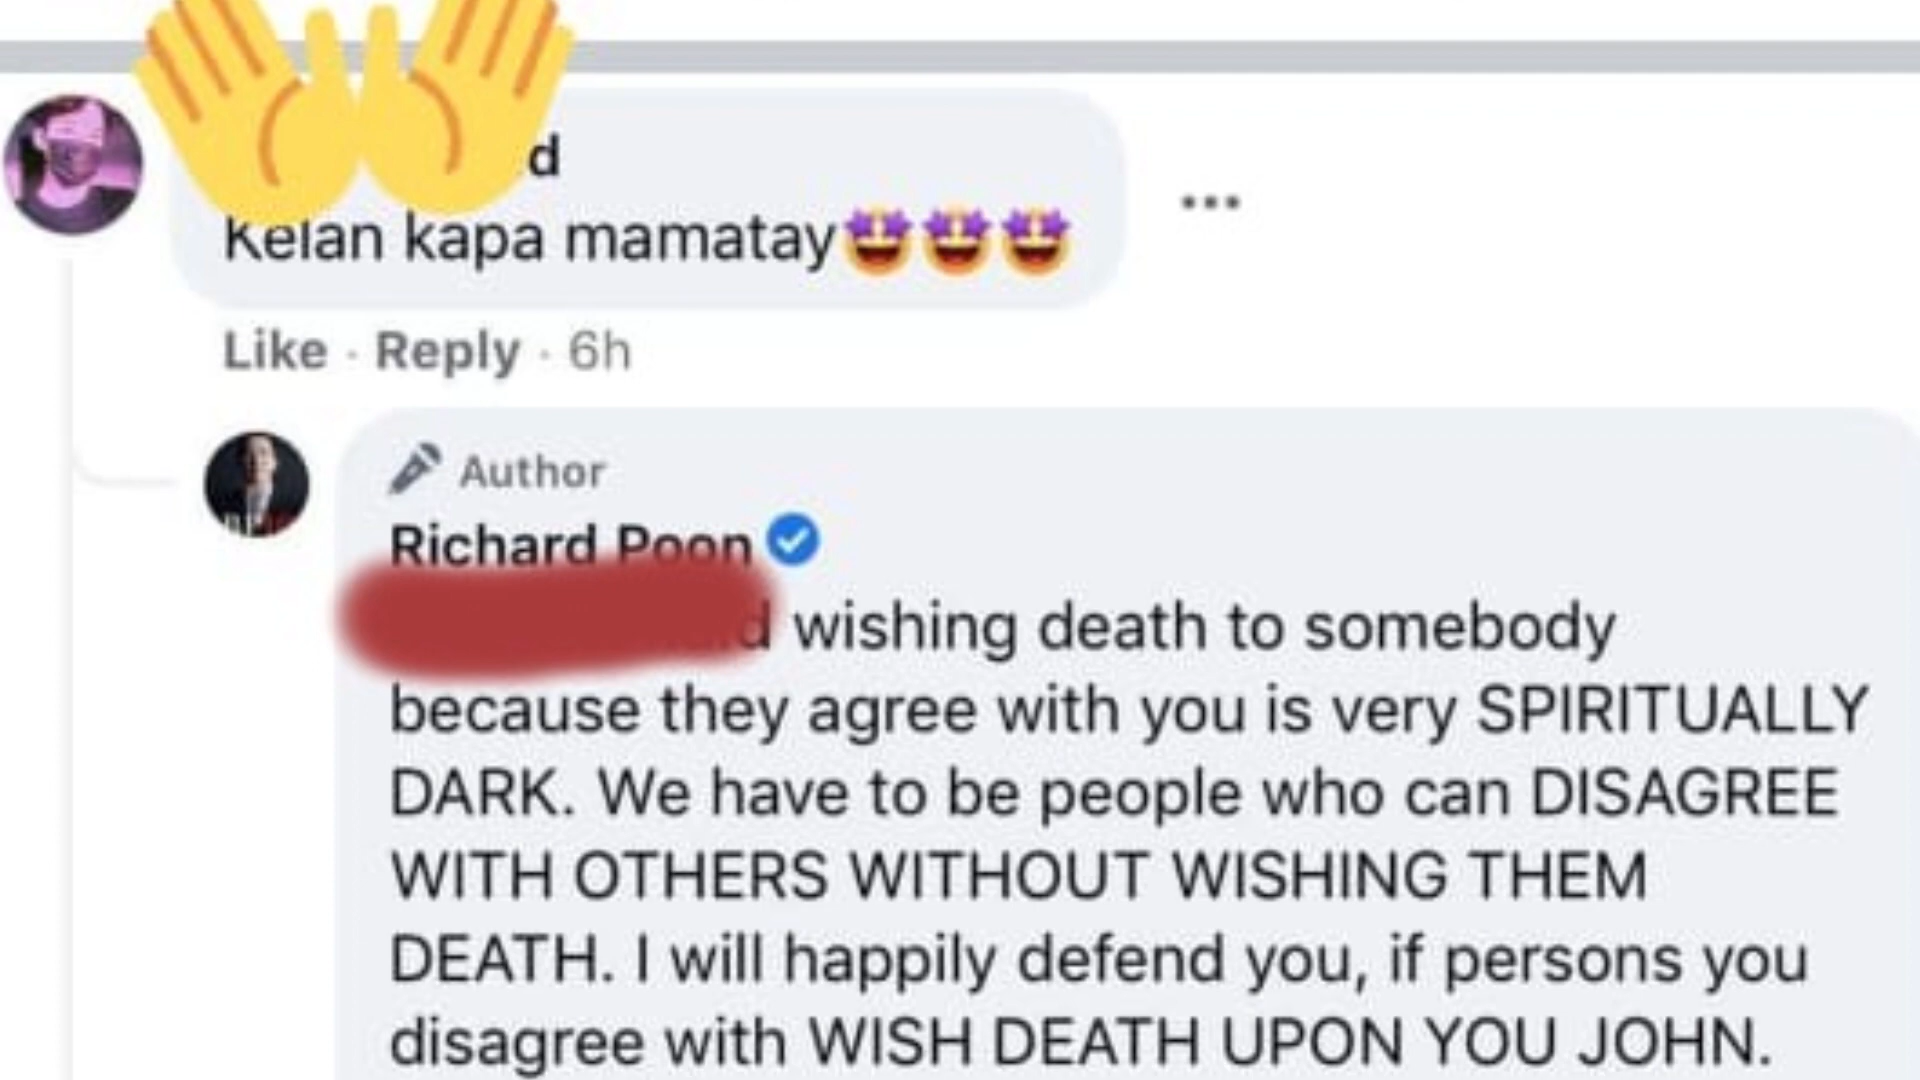 d
Kelan kapa mamatay🤩🤩🤩
Like · Reply · 6h
Author
Richard Poon
d wishing death to somebody
because they agree with you is very SPIRITUALLY
DARK. We have to be people who can DISAGREE
WITH OTHERS WITHOUT WISHING THEM
DEATH. I will happily defend you, if persons you
disagree with WISH DEATH UPON YOU JOHN.